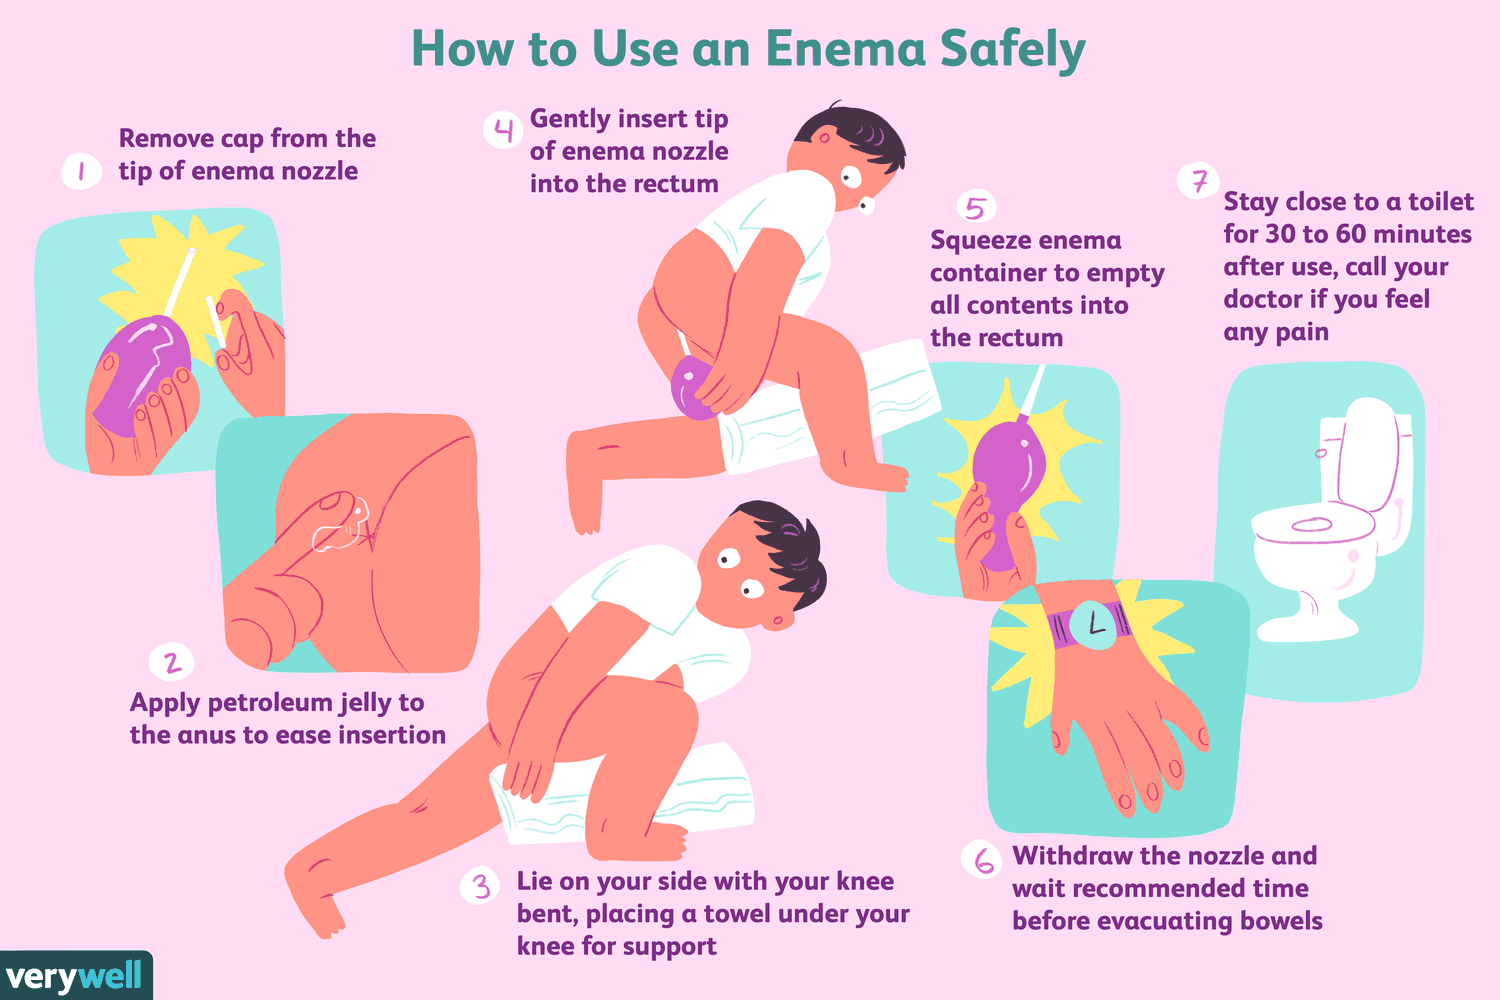 How to Use an Enema Safely
1
Remove cap from the
tip of enema nozzle
2
Apply petroleum jelly to
the anus to ease insertion
3
Lie on your side with your knee
bent, placing a towel under your
knee for support
4
Gently insert tip
of enema nozzle
into the rectum
5
Squeeze enema
container to empty
all contents into
the rectum
6
Withdraw the nozzle and
wait recommended time
before evacuating bowels
7
Stay close to a toilet
for 30 to 60 minutes
after use, call your
doctor if you feel
any pain
verywell